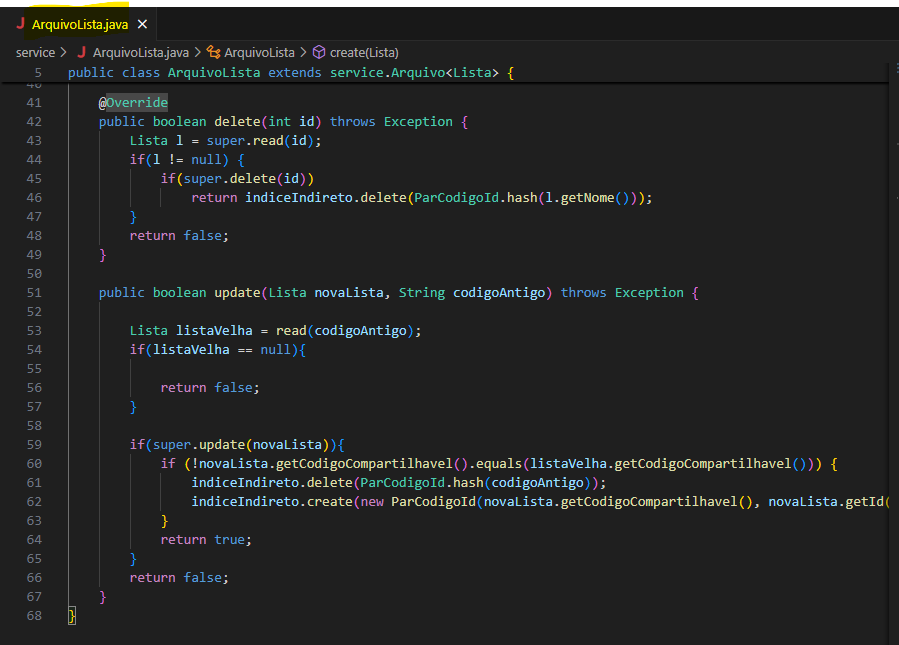 ArquivoLista.java
service > ArquivoLista.java > ArquivoLista > create(Lista)
5 public class ArquivoLista extends service.Arquivo<Lista> {
40
41 @Override
42 public boolean delete(int id) throws Exception {
43 Lista l = super.read(id);
44 if(l != null) {
45 if(super.delete(id))
46 return indiceIndireto.delete(ParCodigoId.hash(l.getNome()));
47 }
48 return false;
49 }
50
51 public boolean update(Lista novaLista, String codigoAntigo) throws Exception {
52
53 Lista listaVelha = read(codigoAntigo);
54 if(listaVelha == null){
55
56 return false;
57 }
58
59 if(super.update(novaLista)){
60 if (!novaLista.getCodigoCompartilhavel().equals(listaVelha.getCodigoCompartilhavel())) {
61 indiceIndireto.delete(ParCodigoId.hash(codigoAntigo));
62 indiceIndireto.create(new ParCodigoId(novaLista.getCodigoCompartilhavel(), novaLista.getId(
63 }
64 return true;
65 }
66 return false;
67 }
68 }